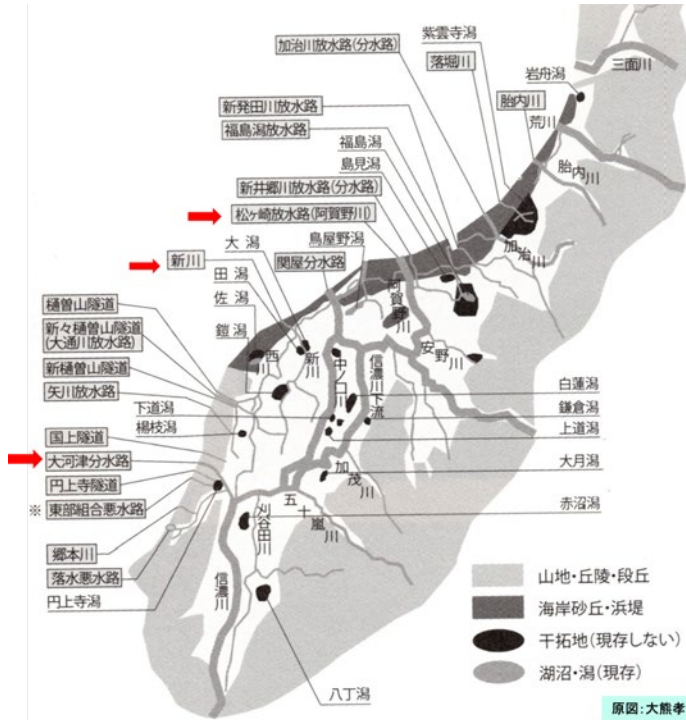 加治川放水路(分水路)
紫雲寺潟
落堀川
岩舟潟
三面川
新発田川放水路
胎内川
荒川
福島潟放水路
福島潟
島見潟
胎内川
新井郷川放水路(分水路)
松ヶ崎放水路(阿賀野川)
加治川
大潟
鳥屋野潟
新川
関屋分水路
田潟
佐潟
阿賀野川
樋曽山隧道
新々樋曽山隧道
(大通川放水路)
鎧潟
西川
新川
中ノ口川
信濃川下流
安野川
新樋曽山隧道
矢川放水路
白蓮潟
下道潟
鎌倉潟
楊枝潟
上道潟
国上隧道
大河津分水路
大月潟
加茂川
円上寺隧道
五十嵐川
※ 東部組合悪水路
刈谷田川
赤沼潟
郷本川
落水悪水路
信濃川
円上寺潟
八丁潟
山地・丘陵・段丘
海岸砂丘・浜堤
干拓地(現存しない)
湖沼・潟(現存)
原図:大熊孝